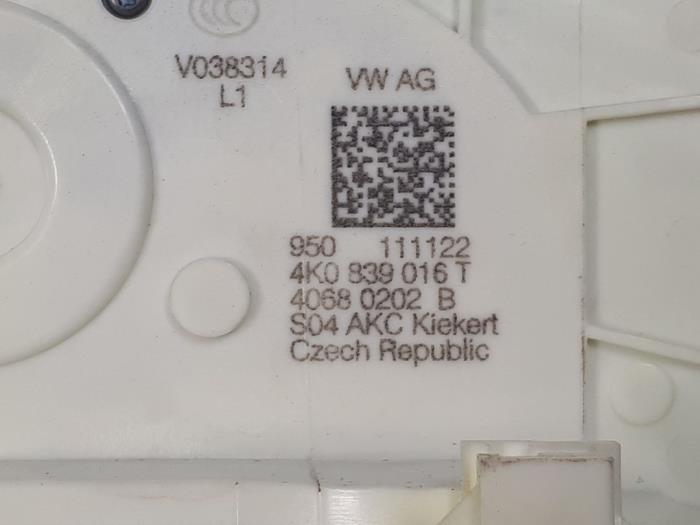 V038314
L1
VW AG
950 111122
4K0 839 016 T
4068 0202 B
S04 AKC Kiekert
Czech Republic